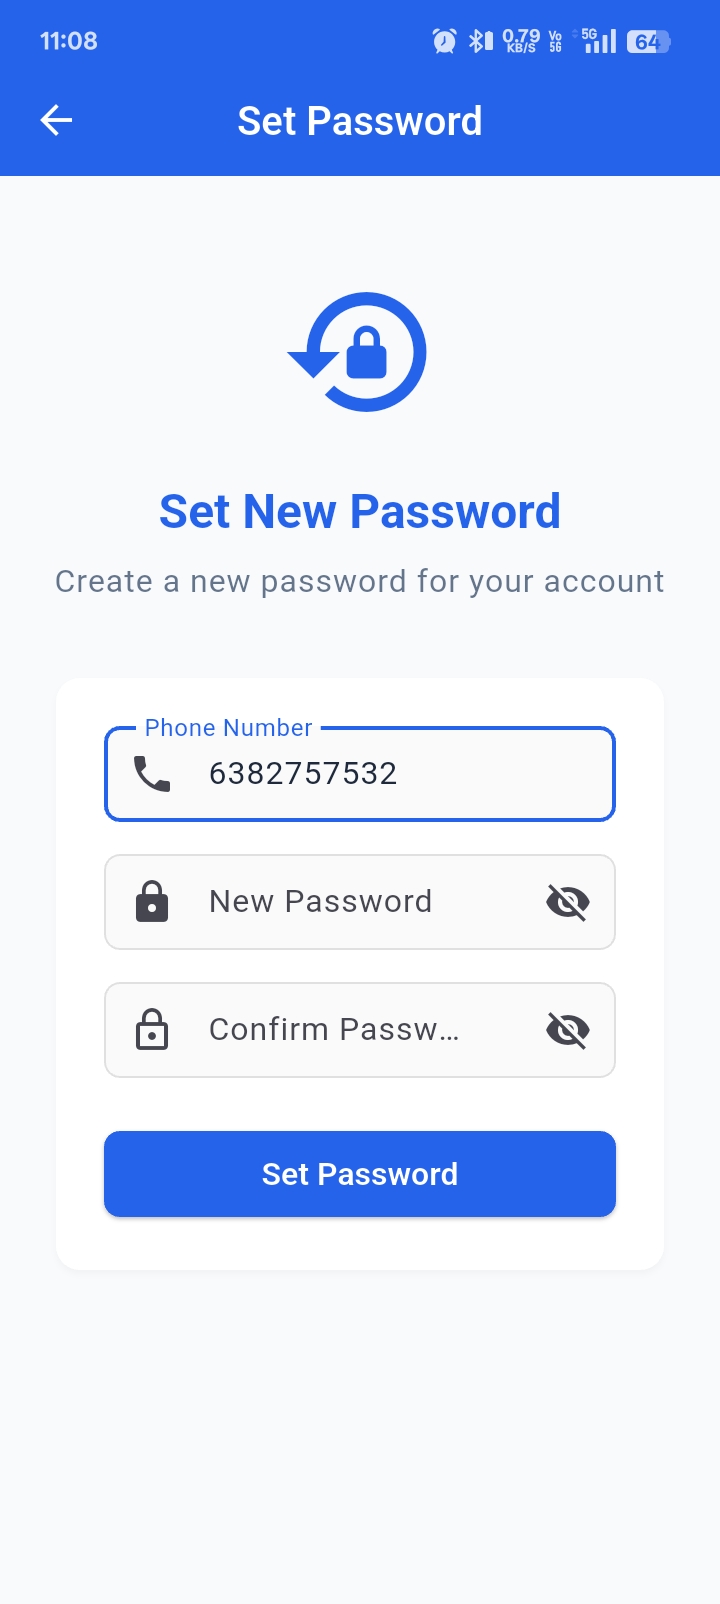 11:08
0.79
KB/S
Vo
5G
5G
64
Set Password
Set New Password
Create a new password for your account
Phone Number
6382757532
New Password
Confirm Passw...
Set Password